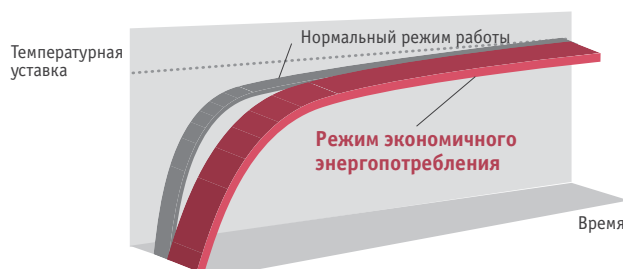 Нормальный режим работы
Температурная
уставка
Режим экономичного
энергопотребления
Время